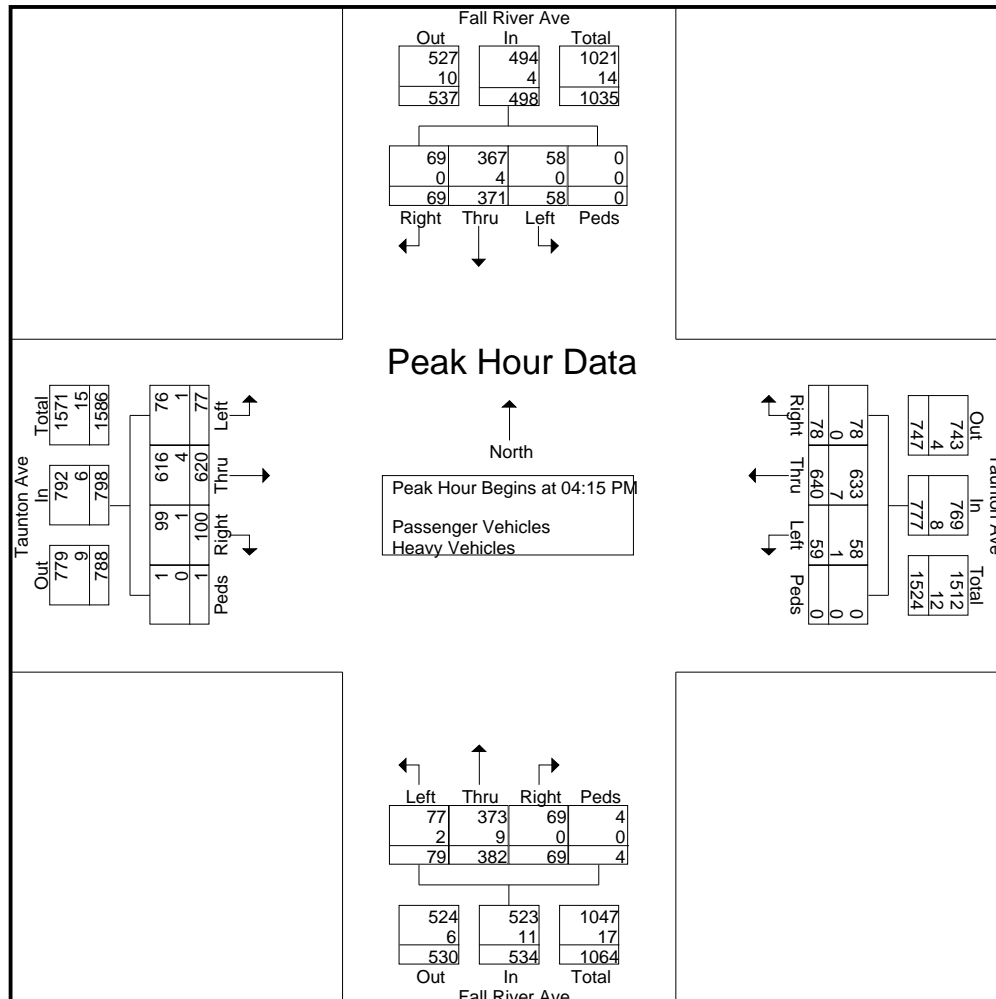 Fall River Ave
Out In Total
527 494 1021
10 4 14
537 498 1035
69 367 58 0
0 4 0 0
69 371 58 0
Right Thru Left Peds
Peak Hour Data
North
Peak Hour Begins at 04:15 PM
Passenger Vehicles
Heavy Vehicles
Taunton Ave
Out In Total
779 792 1571
9 6 15
788 798 1586
1 99 616 76
0 1 4 1
1 100 620 77
Peds Right Thru Left
Taunton Ave
Out In Total
743 769 1512
4 8 12
747 777 1524
78 633 58 0
0 7 1 0
78 640 59 0
Right Thru Left Peds
Left Thru Right Peds
77 373 69 4
2 9 0 0
79 382 69 4
524 523 1047
6 11 17
530 534 1064
Out In Total
Fall River Ave